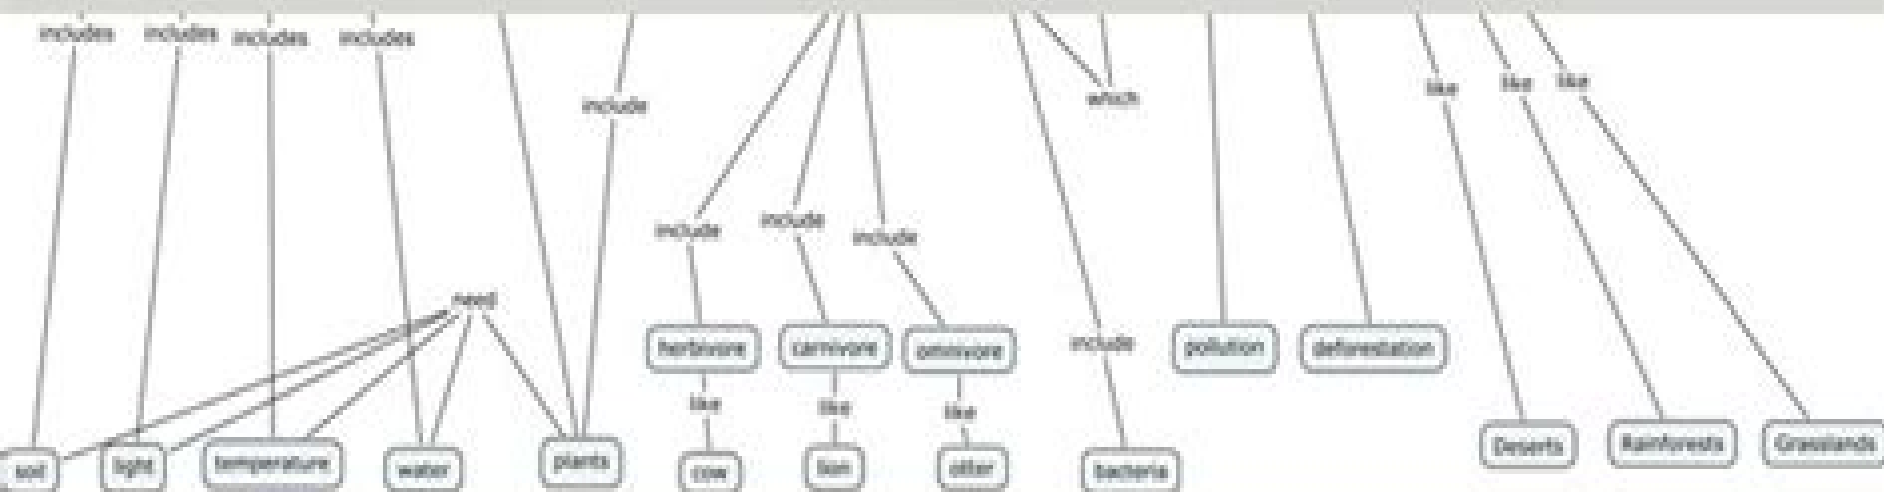 includes
includes
includes
includes
include
which
like
like
like
include
include
include
need
include
herbivore
carnivore
omnivore
pollution
deforestation
like
like
like
soil
light
temperature
water
plants
cow
lion
otter
bacteria
Deserts
Rainforests
Grasslands